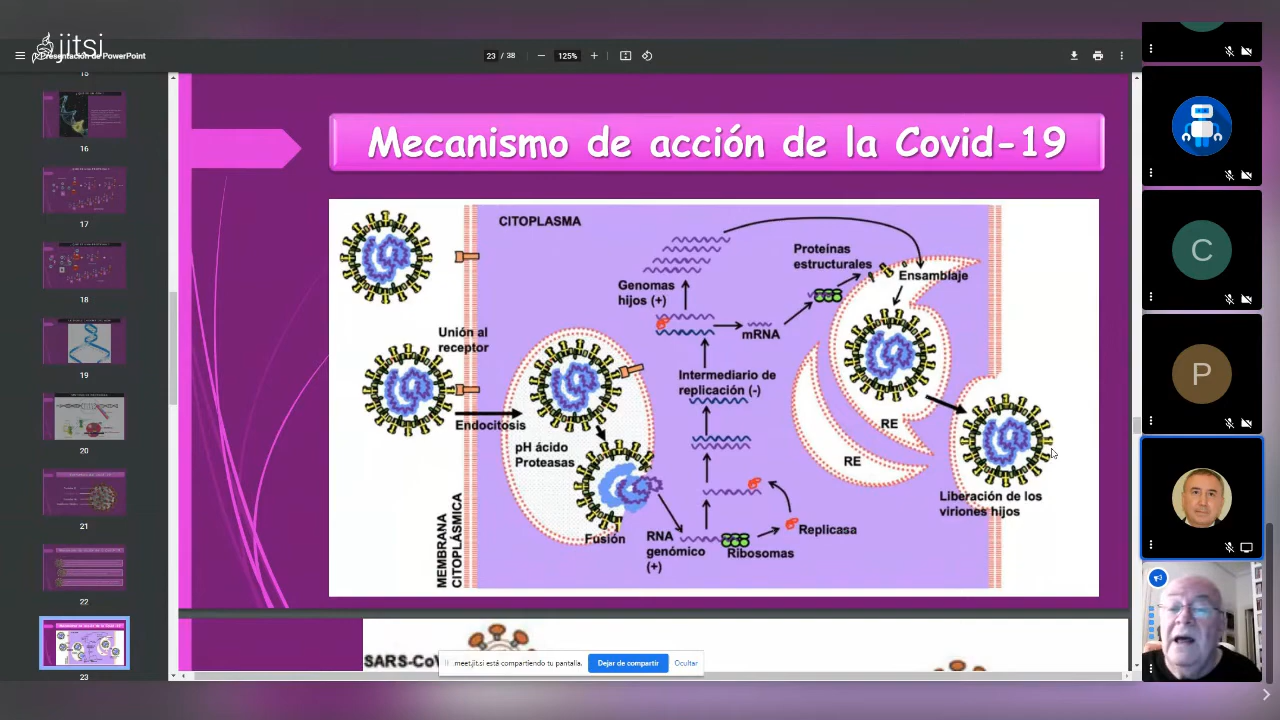 jitsi
Presentación de PowerPoint
23 / 38
125%
15
16
17
18
19
20
21
22
23
Mecanismo de acción de la Covid-19
CITOPLASMA
Proteínas
estructurales
Ensamblaje
Genomas
hijos (+)
mRNA
Unión al
receptor
Intermediario de
replicación (-)
Endocitosis
pH ácido
Proteasas
RE
RE
MEMBRANA
CITOPLÁSMICA
Fusión
RNA
genómico
(+)
Ribosomas
Replicasa
Liberación de los
viriones hijos
meet.jit.si está compartiendo tu pantalla.
Dejar de compartir
Ocultar
C
P